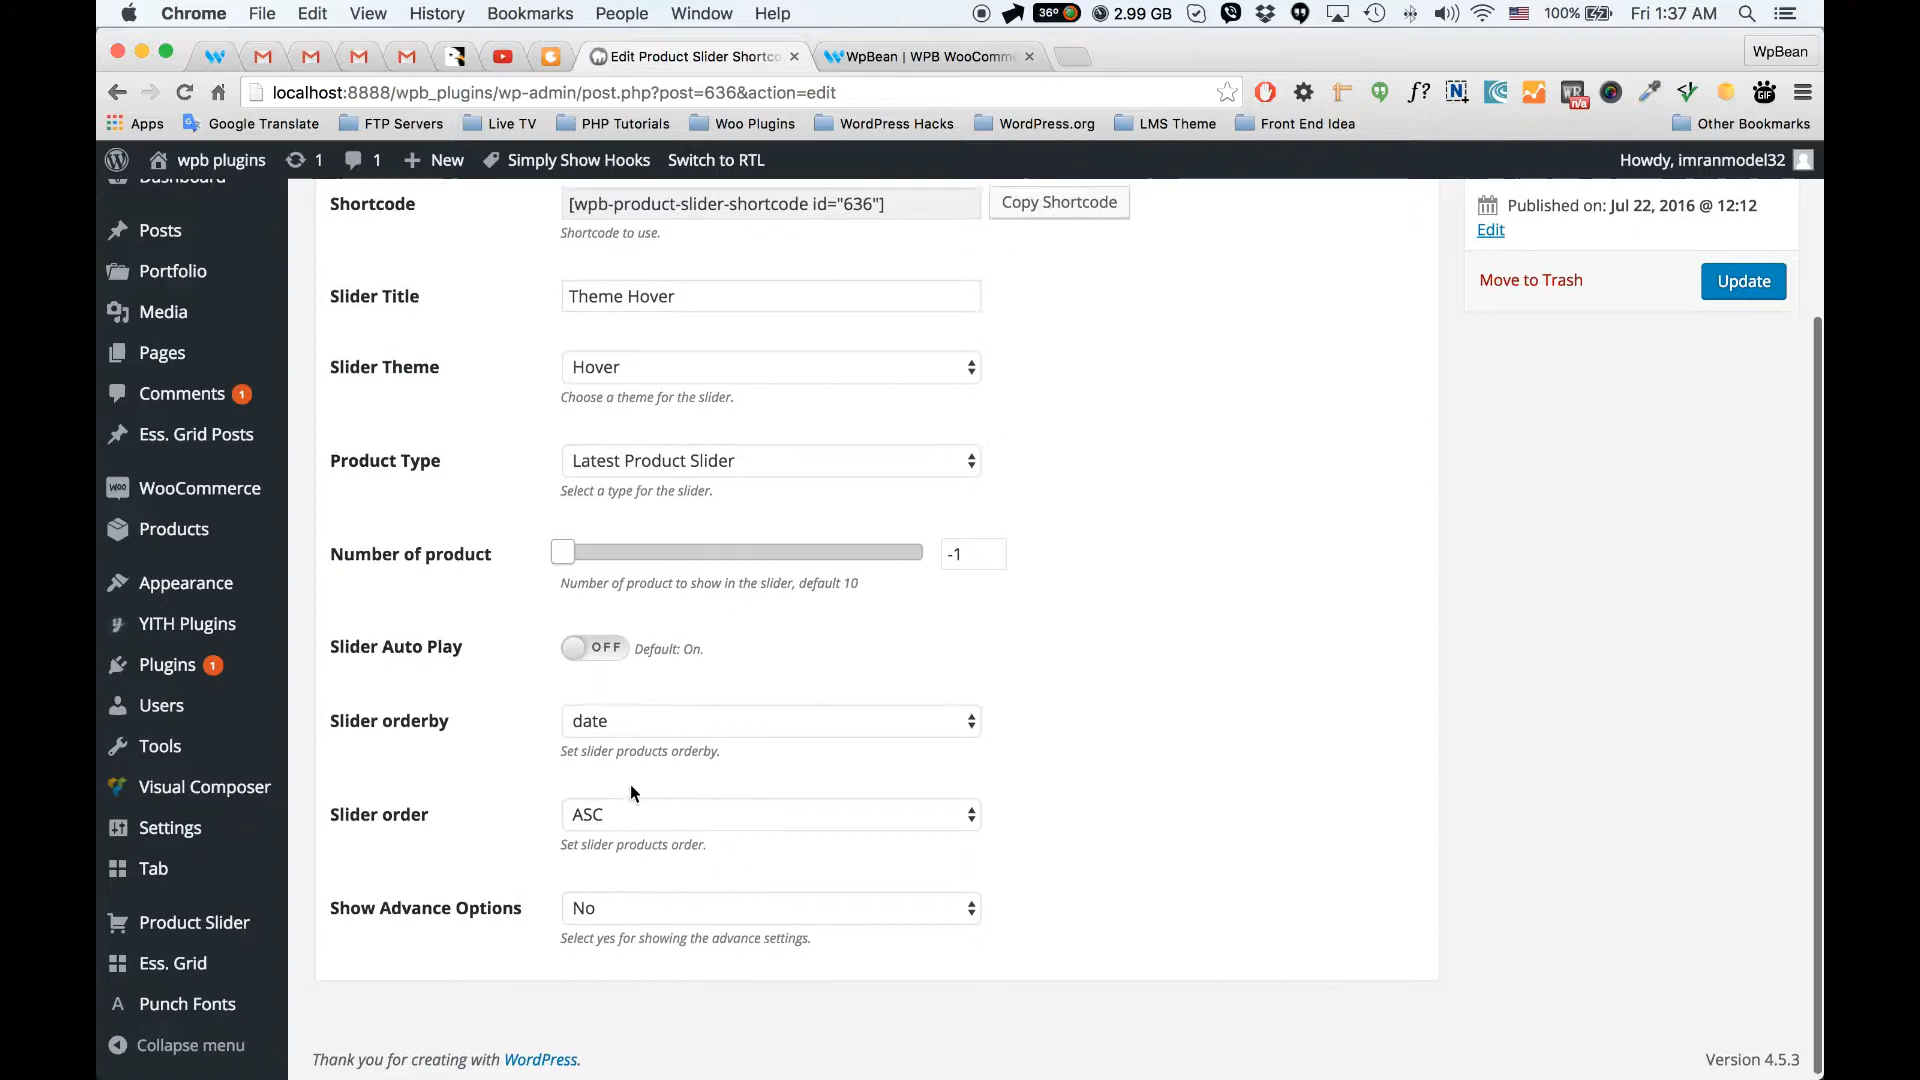 Chrome File Edit View History Bookmarks People Window Help 36° 2.99 GB 100% Fri 1:37 AM
Edit Product Slider Shortco WpBean | WPB WooComm WpBean
localhost:8888/wpb_plugins/wp-admin/post.php?post=636&action=edit
Apps Google Translate FTP Servers Live TV PHP Tutorials Woo Plugins WordPress Hacks WordPress.org LMS Theme Front End Idea Other Bookmarks
wpb plugins 1 1 New Simply Show Hooks Switch to RTL Howdy, imranmodel32
Dashboard
Posts
Portfolio
Media
Pages
Comments 1
Ess. Grid Posts
WooCommerce
Products
Appearance
YITH Plugins
Plugins 1
Users
Tools
Visual Composer
Settings
Tab
Product Slider
Ess. Grid
Punch Fonts
Collapse menu
Shortcode [wpb-product-slider-shortcode id="636"] Copy Shortcode
Shortcode to use.
Slider Title Theme Hover
Slider Theme Hover
Choose a theme for the slider.
Product Type Latest Product Slider
Select a type for the slider.
Number of product -1
Number of product to show in the slider, default 10
Slider Auto Play OFF Default: On.
Slider orderby date
Set slider products orderby.
Slider order ASC
Set slider products order.
Show Advance Options No
Select yes for showing the advance settings.
Published on: Jul 22, 2016 @ 12:12
Edit
Move to Trash Update
Thank you for creating with WordPress. Version 4.5.3